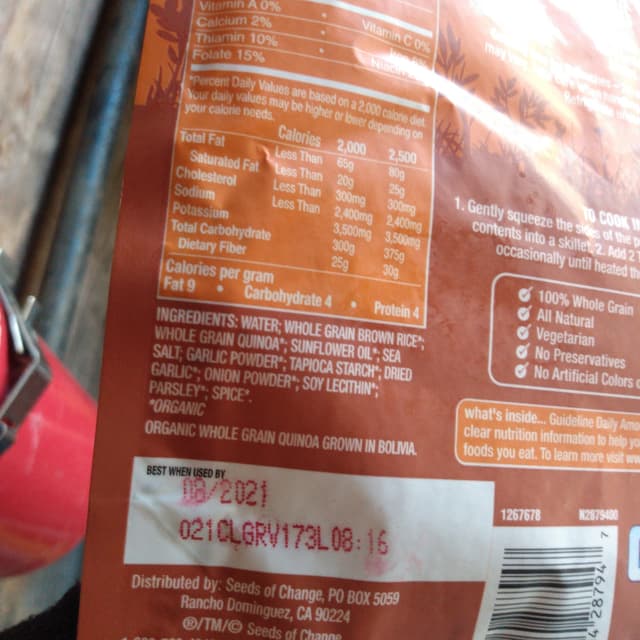 Vitamin A 0% • Vitamin C 0%
Calcium 2% •
Thiamin 10% •
Folate 15%
*Percent Daily Values are based on a 2,000 calorie diet.
Your daily values may be higher or lower depending on
your calorie needs.
Calories 2,000 2,500
Total Fat Less Than 65g 80g
Saturated Fat Less Than 20g 25g
Cholesterol Less Than 300mg 300mg
Sodium Less Than 2,400mg 2,400mg
Potassium 3,500mg 3,500mg
Total Carbohydrate 300g 375g
Dietary Fiber 25g 30g
Calories per gram
Fat 9 • Carbohydrate 4 • Protein 4
INGREDIENTS: WATER; WHOLE GRAIN BROWN RICE*;
WHOLE GRAIN QUINOA*; SUNFLOWER OIL*; SEA
SALT; GARLIC POWDER*; TAPIOCA STARCH*; DRIED
GARLIC*; ONION POWDER*; SOY LECITHIN*;
PARSLEY*; SPICE*.
*ORGANIC
ORGANIC WHOLE GRAIN QUINOA GROWN IN BOLIVIA.
BEST WHEN USED BY
08/2021
021CLGRV173L08:16
Distributed by: Seeds of Change, PO BOX 5059
Rancho Dominguez, CA 90224
®/TM/© Seeds of Change
TO COOK
1. Gently squeeze the sides of the
contents into a skillet. 2. Add 2
occasionally until heated
100% Whole Grain
All Natural
Vegetarian
No Preservatives
No Artificial Colors
what's inside... Guideline Daily
clear nutrition information to help
foods you eat. To learn more visit
1267678 N2879400
4 28794 7